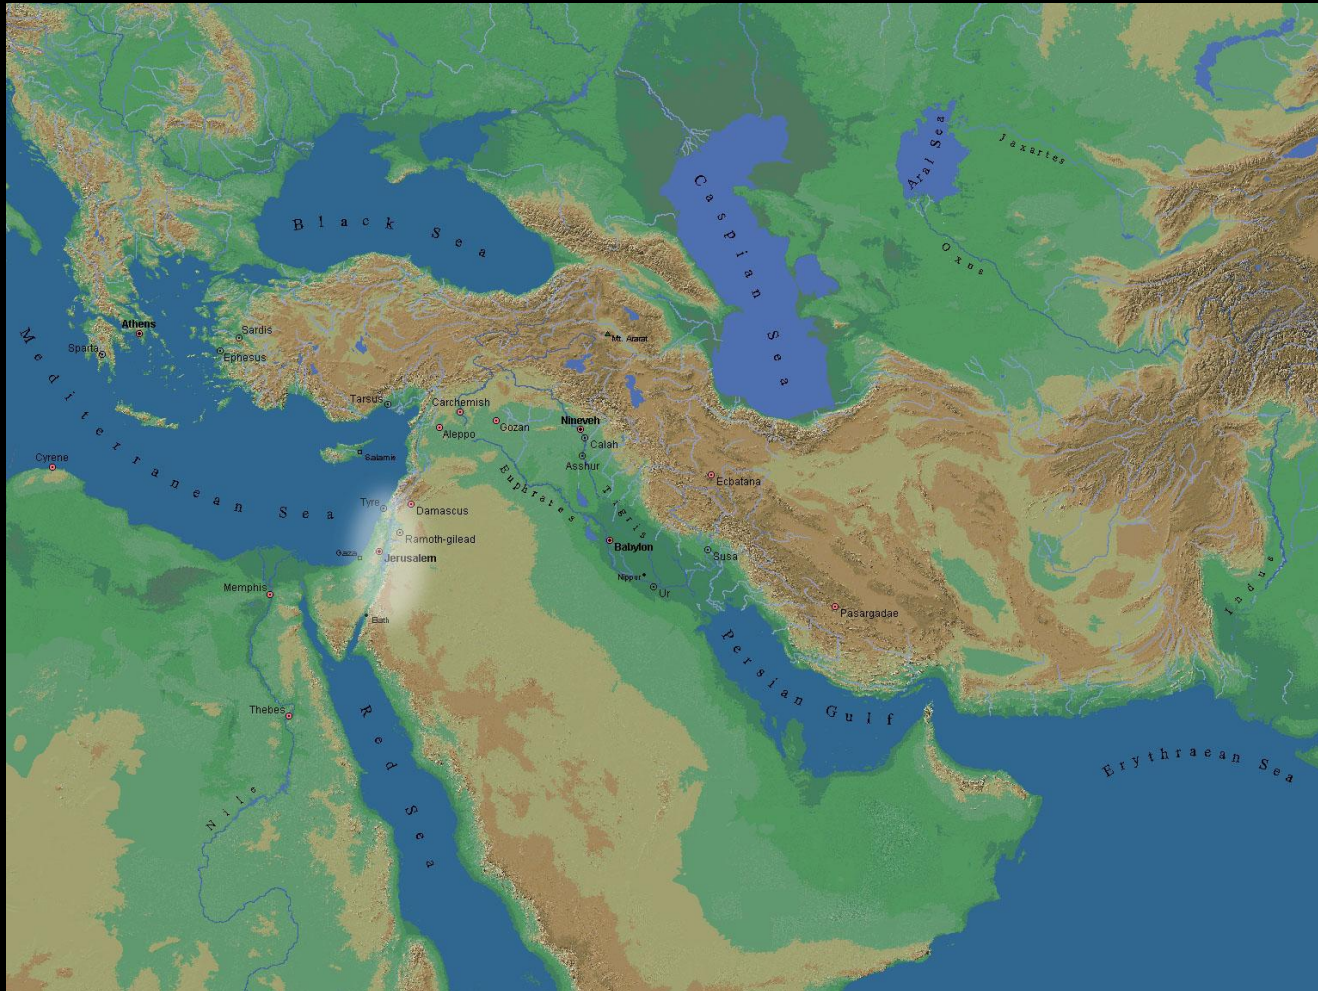 Aral Sea
Jaxartes
Caspian Sea
Black Sea
Oxus
Athens
Sardis
Mt. Ararat
Sparta
Ephesus
Mediterranean Sea
Tarsus
Carchemish
Nineveh
Gozan
Aleppo
Calah
Salamis
Cyrene
Asshur
Euphrates
Tigris
Ecbatana
Tyre
Damascus
Ramoth-gilead
Babylon
Gaza
Jerusalem
Susa
Indus
Nippur
Memphis
Ur
Pasargadae
Elath
Persian Gulf
Thebes
Red Sea
Erythraean Sea
Nile